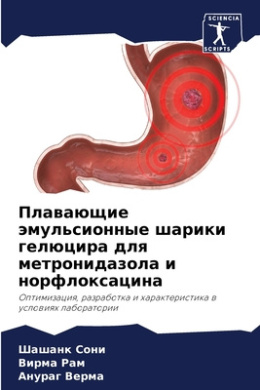 SCIENCIA
SCRIPTS
Плавающие
эмульсионные шарики
гелюцира для
метронидазола и
норфлоксацина
Оптимизация, разработка и характеристика в
условиях лаборатории
Шашанк Сони
Вирма Рам
Анураг Верма